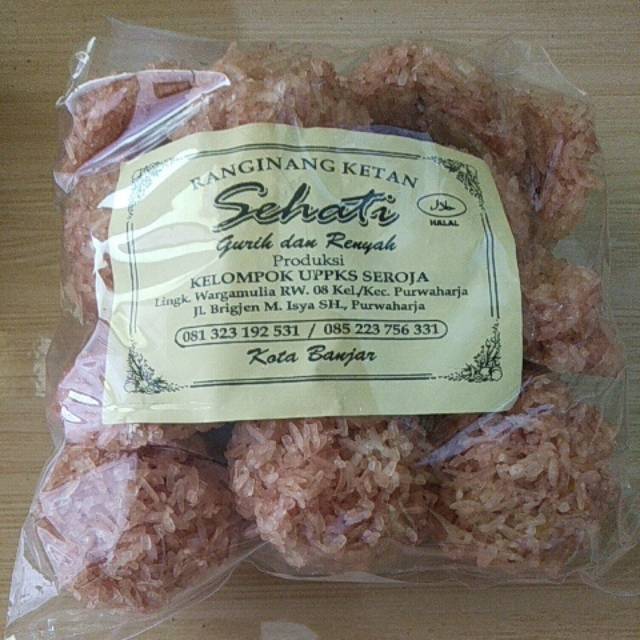 RANGINANG KETAN
Sehati
حلال
HALAL
Gurih dan Renyah
Produksi
KELOMPOK UPPKS SEROJA
Lingk. Wargamulia RW. 08 Kel./Kec. Purwaharja
Jl. Brigjen M. Isya SH., Purwaharja
081 323 192 531 / 085 223 756 331
Kota Banjar